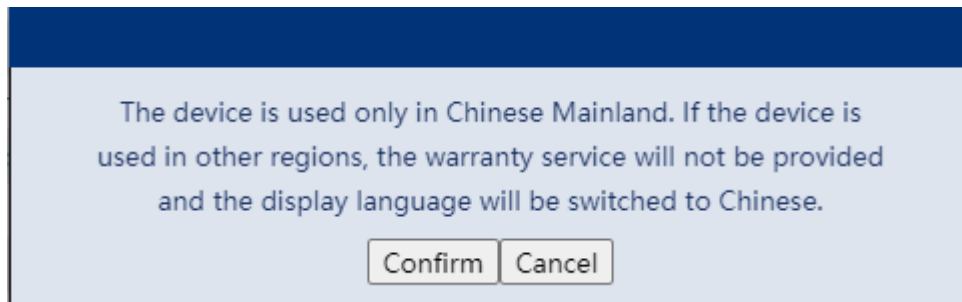 The device is used only in Chinese Mainland. If the device is
used in other regions, the warranty service will not be provided
and the display language will be switched to Chinese.
Confirm Cancel